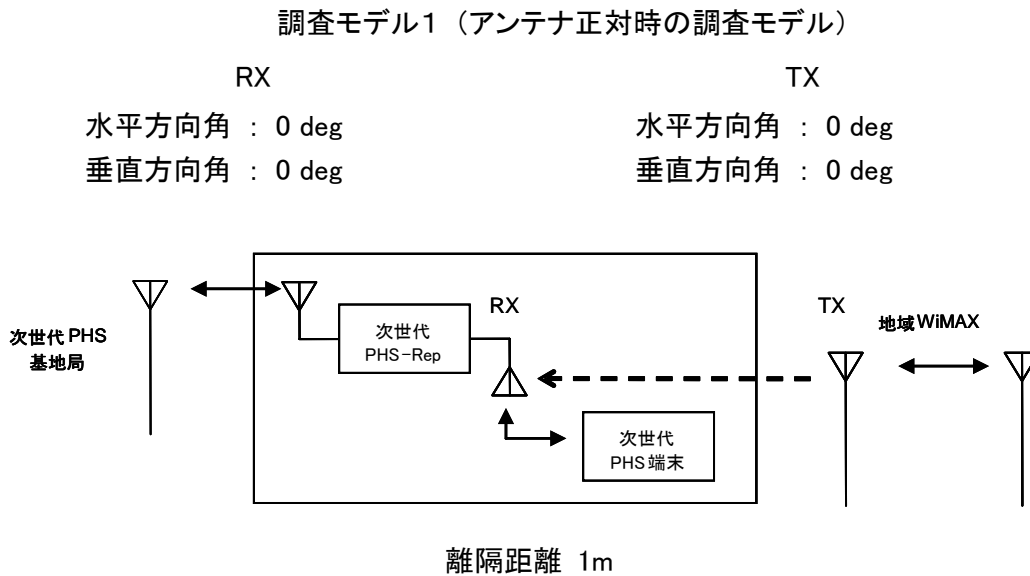 調査モデル1 (アンテナ正対時の調査モデル)
RX
水平方向角 : 0 deg
垂直方向角 : 0 deg
TX
水平方向角 : 0 deg
垂直方向角 : 0 deg
次世代 PHS
基地局
次世代
PHS-Rep
RX
次世代
PHS端末
TX
地域WiMAX
離隔距離 1m